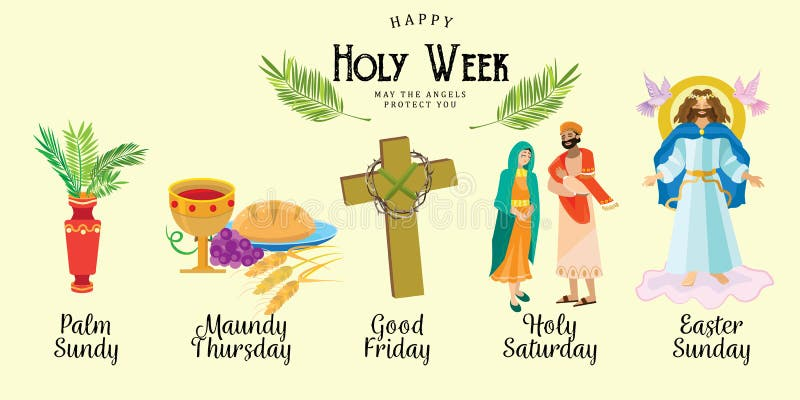 HAPPY
HOLY WEEK
MAY THE ANGELS
PROTECT YOU
Palm
Sundy
Maundy
Thursday
Good
Friday
Holy
Saturday
Easter
Sunday